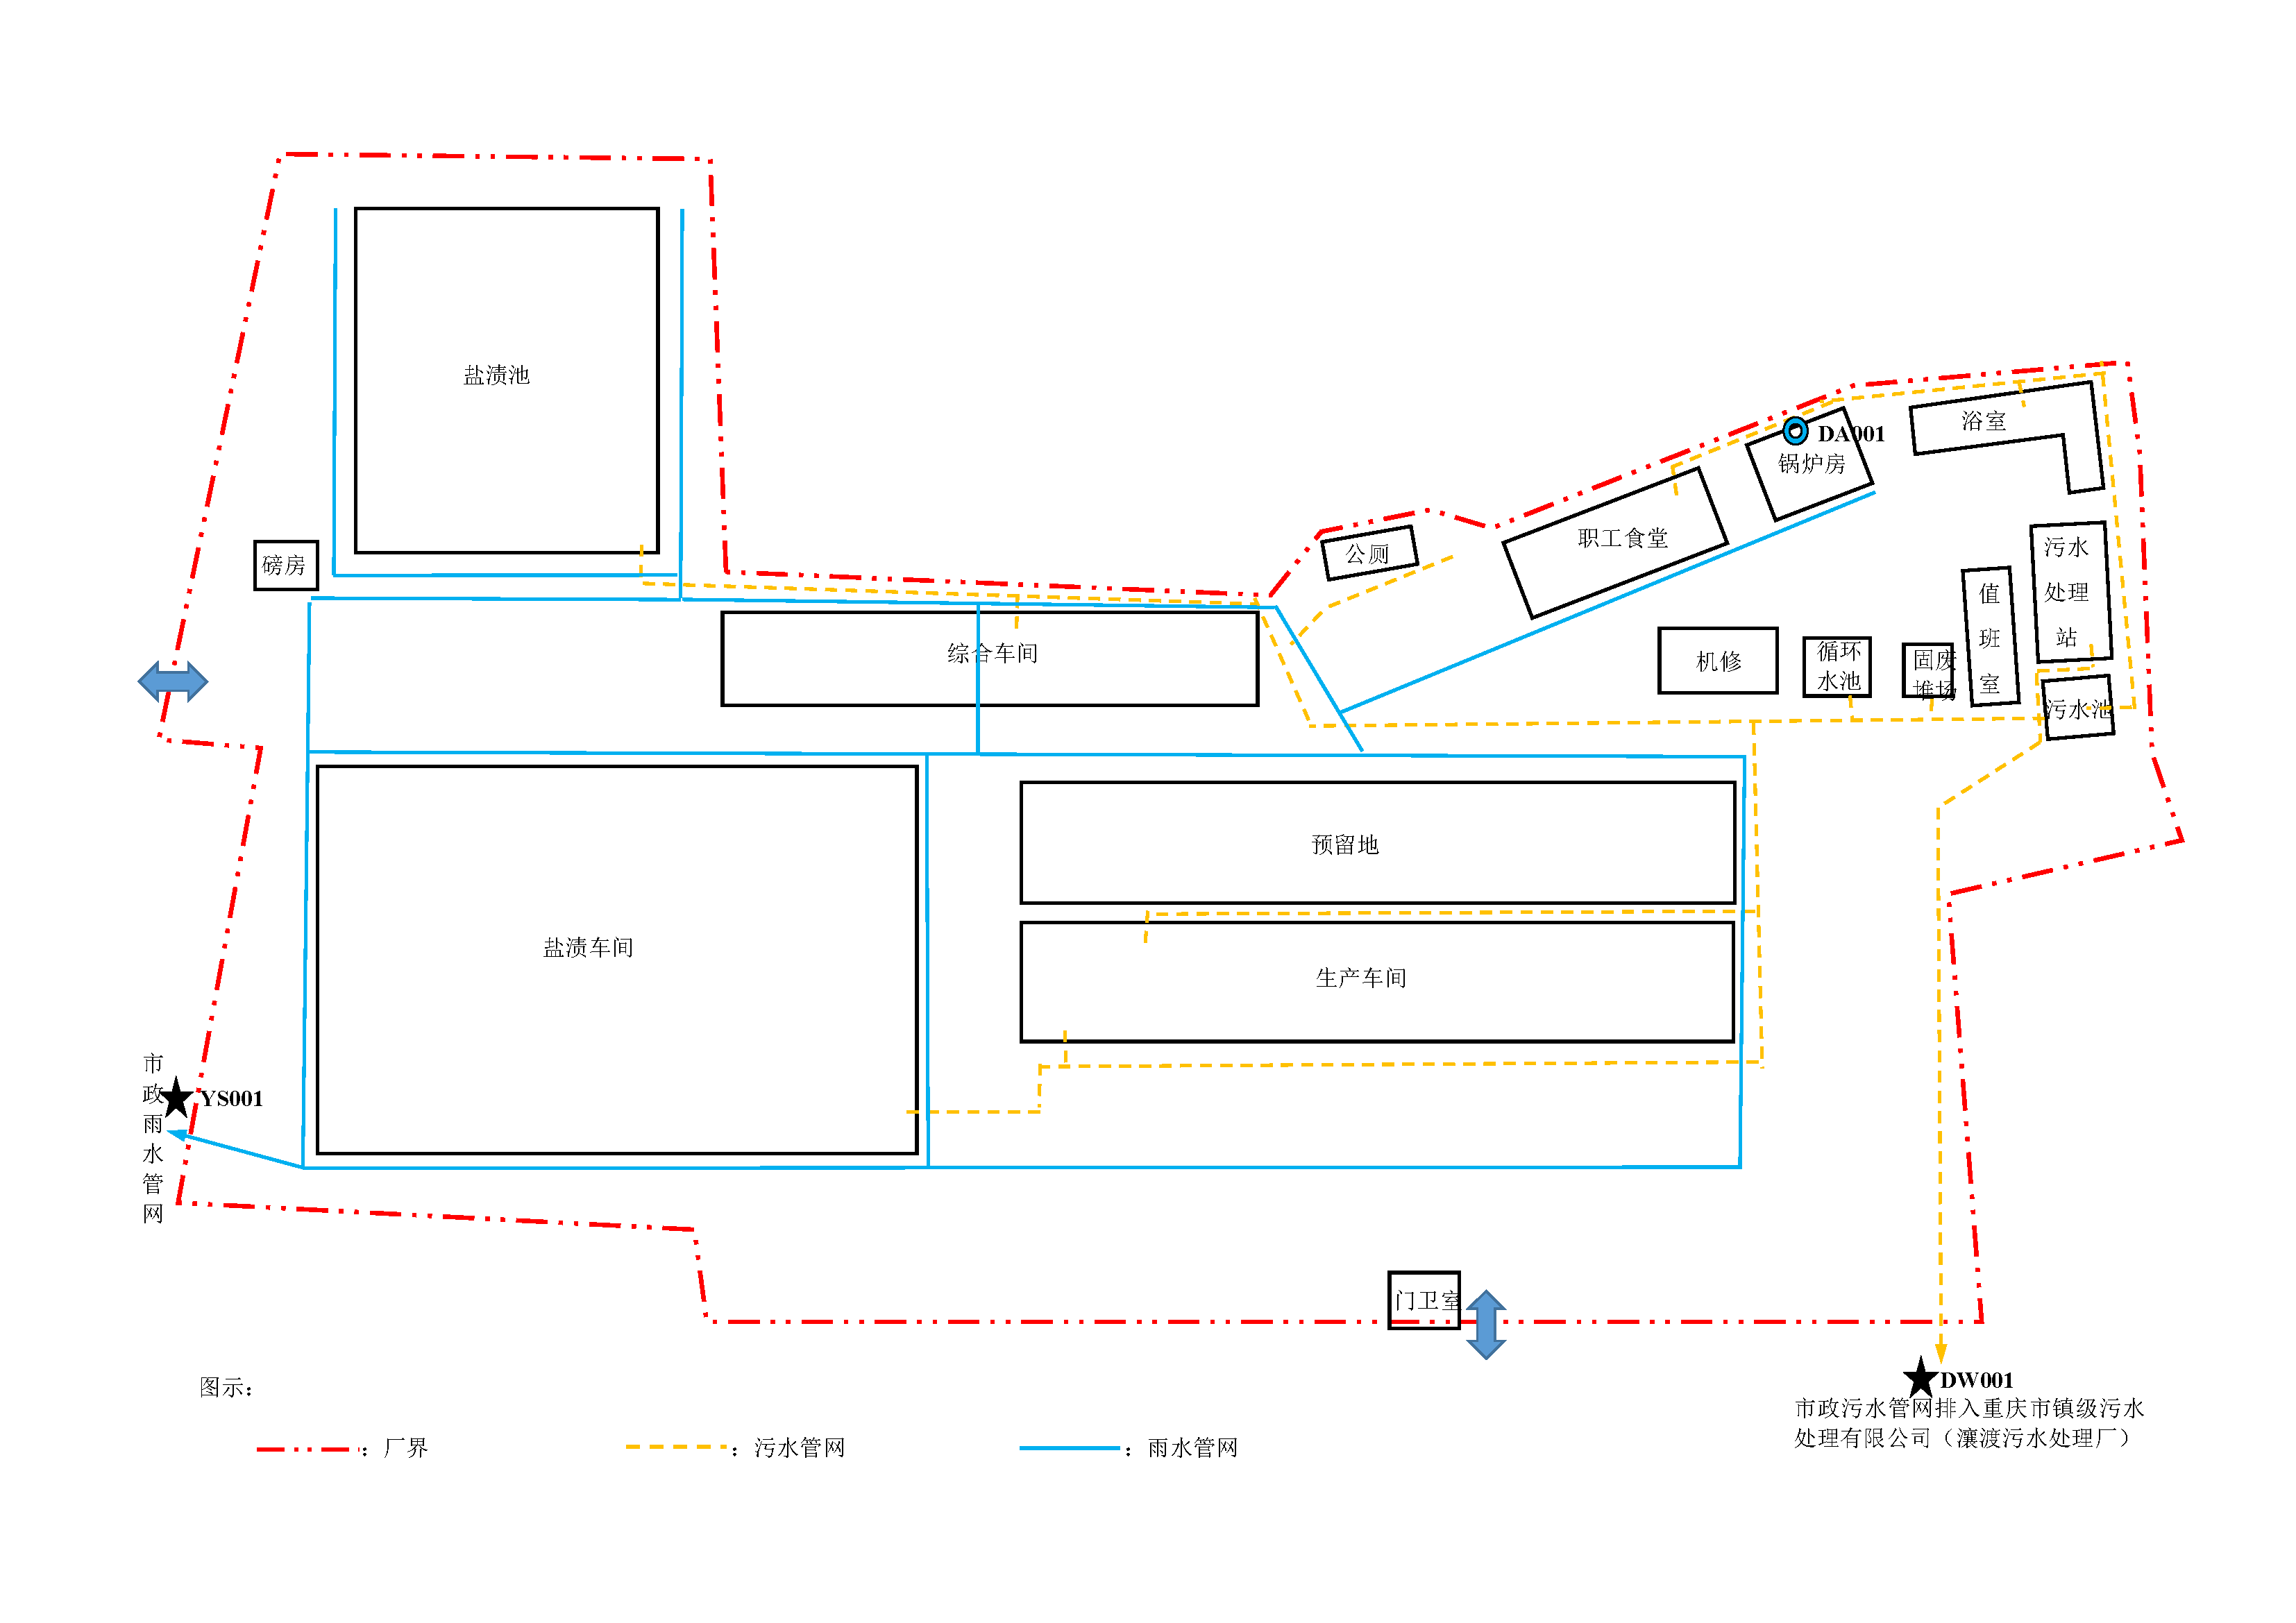 盐渍池
浴室
DA001
锅炉房
职工食堂
公厕
磅房
污水
处理
站
值
班
室
综合车间
机修
循环
水池
固废
堆场
污水池
预留地
盐渍车间
生产车间
市
政
雨
水
管
网
YS001
门卫室
DW001
市政污水管网排入重庆市镇级污水
处理有限公司（瀼渡污水处理厂）
图示：
：厂界
：污水管网
：雨水管网